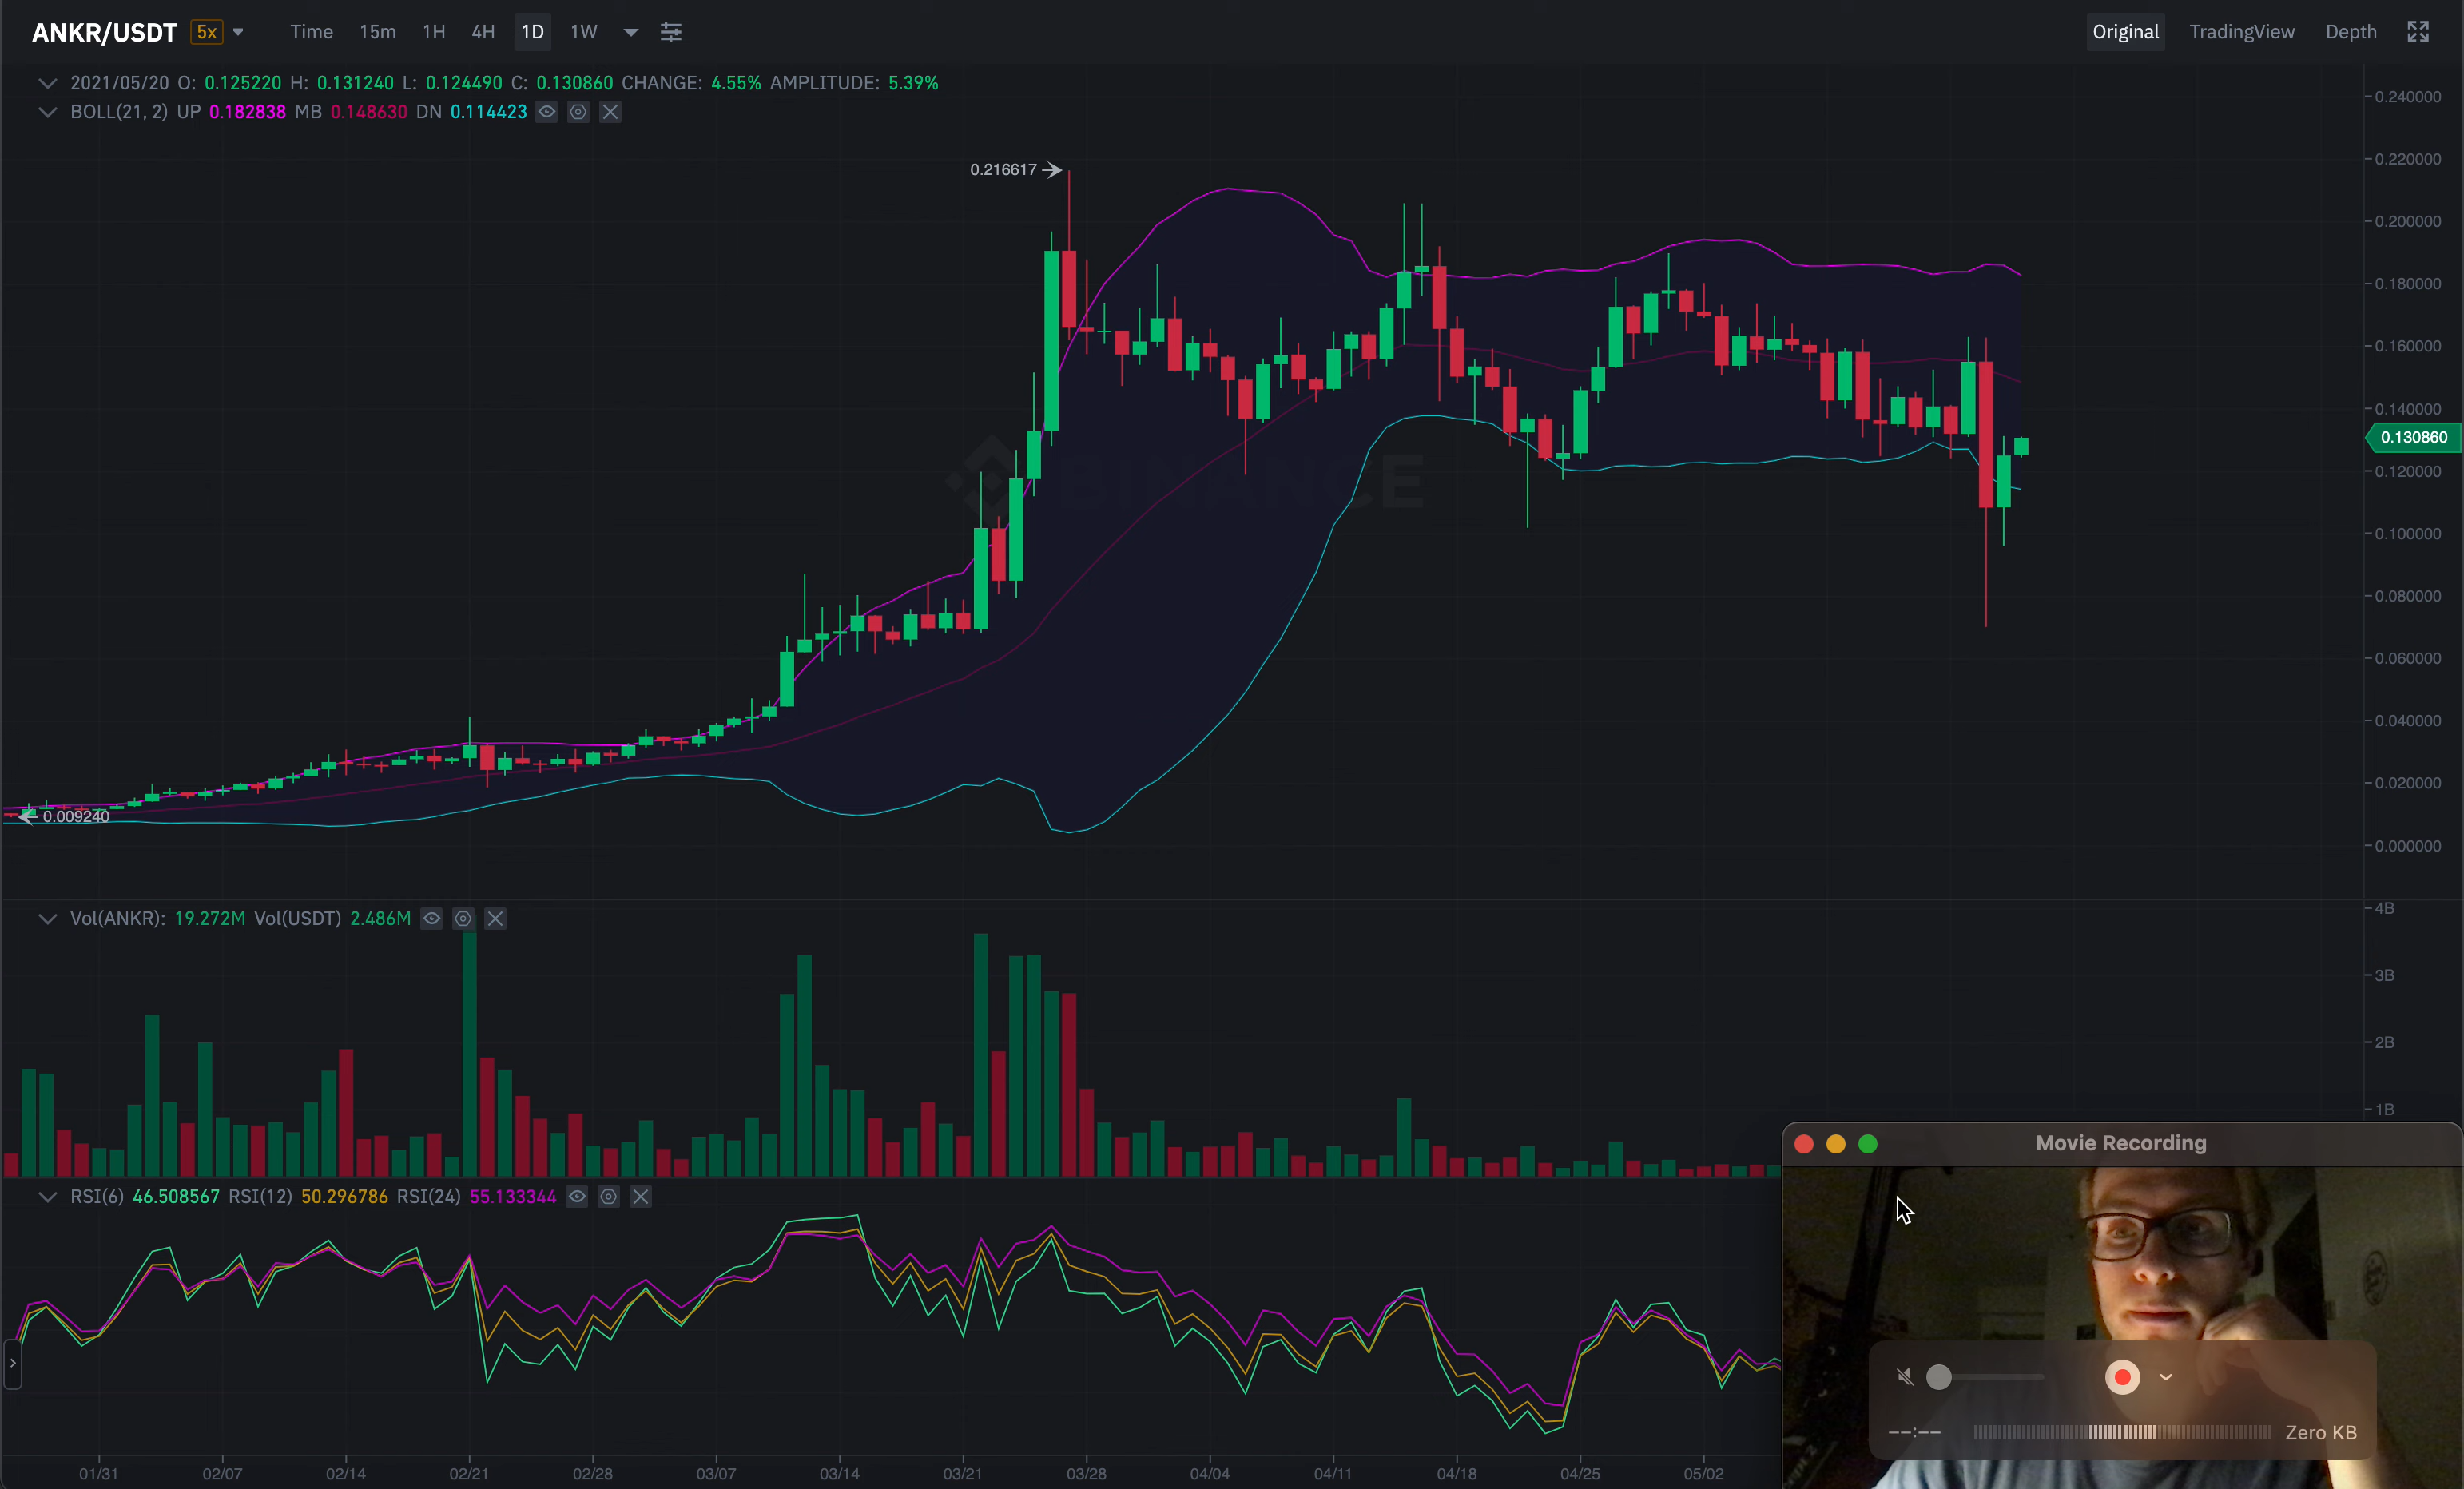 ANKR/USDT 5x Time 15m 1H 4H 1D 1W Original TradingView Depth
2021/05/20 O: 0.125220 H: 0.131240 L: 0.124490 C: 0.130860 CHANGE: 4.55% AMPLITUDE: 5.39%
BOLL(21, 2) UP 0.182838 MB 0.148630 DN 0.114423
0.240000
0.220000
0.216617
0.200000
0.180000
0.160000
0.140000
0.130860
0.120000
0.100000
0.080000
0.060000
0.040000
0.020000
0.009240
0.000000
Vol(ANKR): 19.272M Vol(USDT) 2.486M
4B
3B
2B
1B
Movie Recording
RSI(6) 46.508567 RSI(12) 50.296786 RSI(24) 55.133344
--:-- Zero KB
01/31 02/07 02/14 02/21 02/28 03/07 03/14 03/21 03/28 04/04 04/11 04/18 04/25 05/02